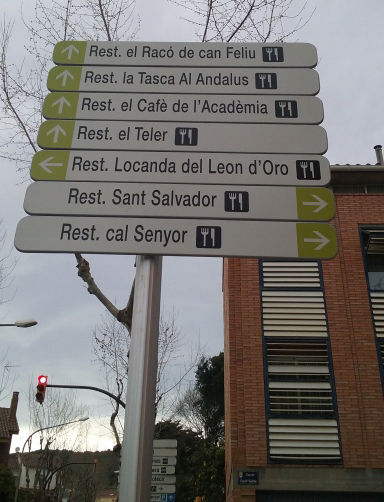 Rest. el Racó de can Feliu
Rest. la Tasca Al Andalus
Rest. el Cafè de l'Acadèmia
Rest. el Teler
Rest. Locanda del Leon d'Oro
Rest. Sant Salvador
Rest. cal Senyor